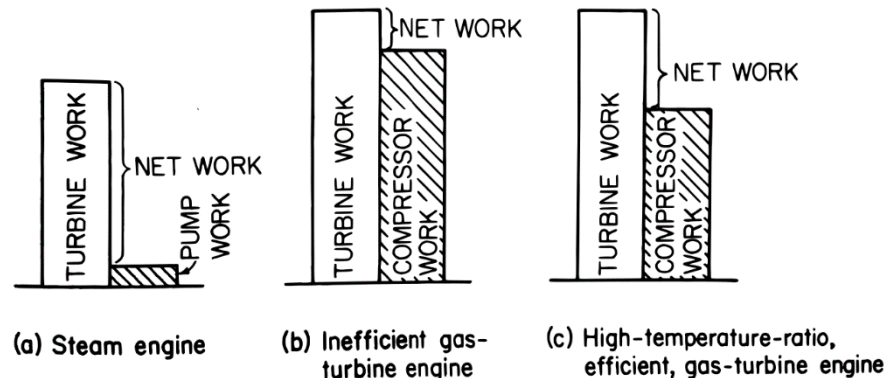 TURBINE WORK
NET WORK
PUMP
WORK
(a) Steam engine
TURBINE WORK
NET WORK
COMPRESSOR
WORK
(b) Inefficient gas-
turbine engine
TURBINE WORK
NET WORK
COMPRESSOR
WORK
(c) High-temperature-ratio,
efficient, gas-turbine engine